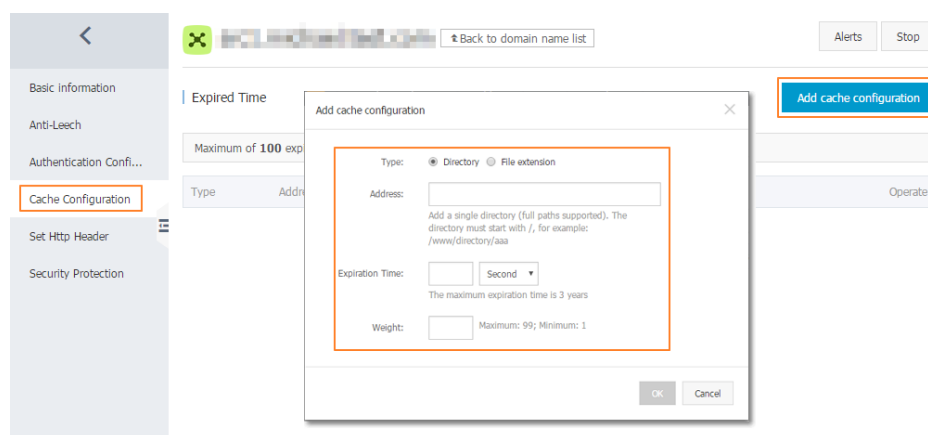 Back to domain name list
Alerts
Stop
Basic information
Anti-Leech
Authentication Confi...
Cache Configuration
Set Http Header
Security Protection
Expired Time
Add cache configuration
Maximum of 100 exp
Type
Addr
Operate
Add cache configuration
Type: Directory File extension
Address:
Add a single directory (full paths supported). The
directory must start with /, for example:
/www/directory/aaa
Expiration Time: Second
The maximum expiration time is 3 years
Weight: Maximum: 99; Minimum: 1
OK
Cancel